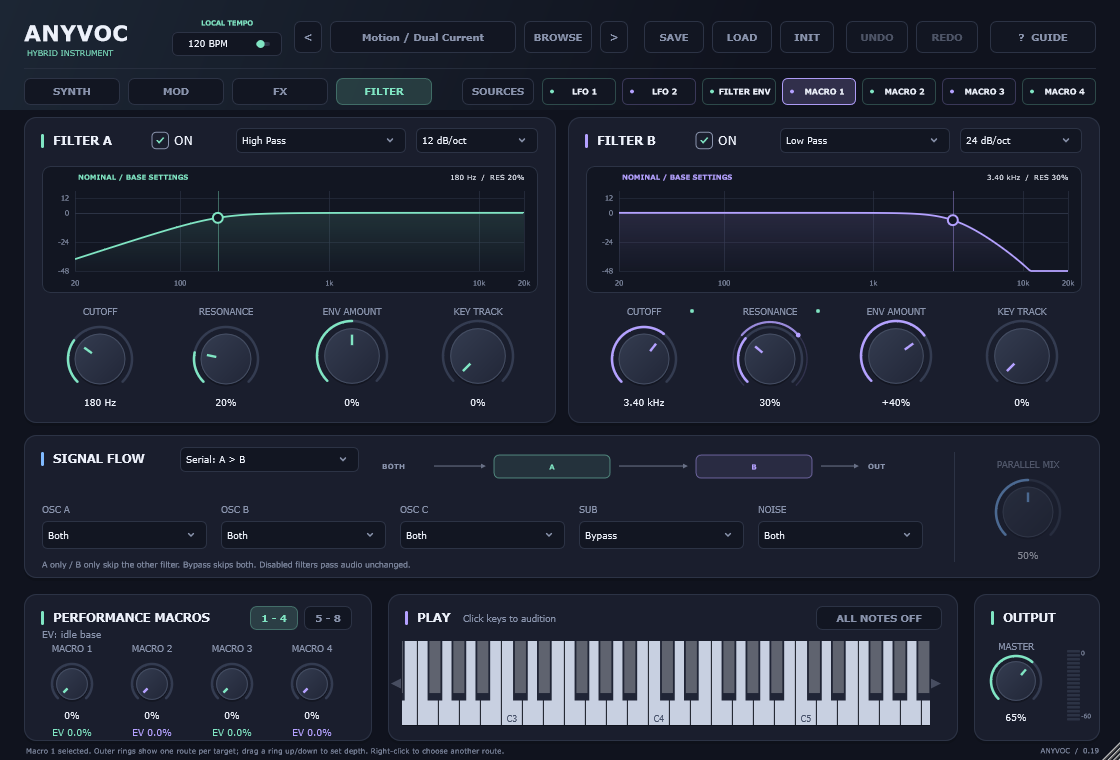 ANYVOC
HYBRID INSTRUMENT
LOCAL TEMPO
120 BPM
< Motion / Dual Current BROWSE > SAVE LOAD INIT UNDO REDO ? GUIDE
SYNTH MOD FX FILTER SOURCES LFO 1 LFO 2 FILTER ENV MACRO 1 MACRO 2 MACRO 3 MACRO 4
FILTER A ON High Pass 12 dB/oct
NOMINAL / BASE SETTINGS 180 Hz / RES 20%
12
0
-24
-48
20 100 1k 10k 20k
CUTOFF RESONANCE ENV AMOUNT KEY TRACK
180 Hz 20% 0% 0%
FILTER B ON Low Pass 24 dB/oct
NOMINAL / BASE SETTINGS 3.40 kHz / RES 30%
12
0
-24
-48
20 100 1k 10k 20k
CUTOFF RESONANCE ENV AMOUNT KEY TRACK
3.40 kHz 30% +40% 0%
SIGNAL FLOW Serial: A > B BOTH A B OUT
OSC A OSC B OSC C SUB NOISE
Both Both Both Bypass Both
A only / B only skip the other filter. Bypass skips both. Disabled filters pass audio unchanged.
PARALLEL MIX
50%
PERFORMANCE MACROS 1 - 4 5 - 8
EV: idle base
MACRO 1 MACRO 2 MACRO 3 MACRO 4
0% 0% 0% 0%
EV 0.0% EV 0.0% EV 0.0% EV 0.0%
PLAY Click keys to audition ALL NOTES OFF
C3 C4 C5
OUTPUT
MASTER
0
-60
65%
Macro 1 selected. Outer rings show one route per target; drag a ring up/down to set depth. Right-click to choose another route.
ANYVOC / 0.19